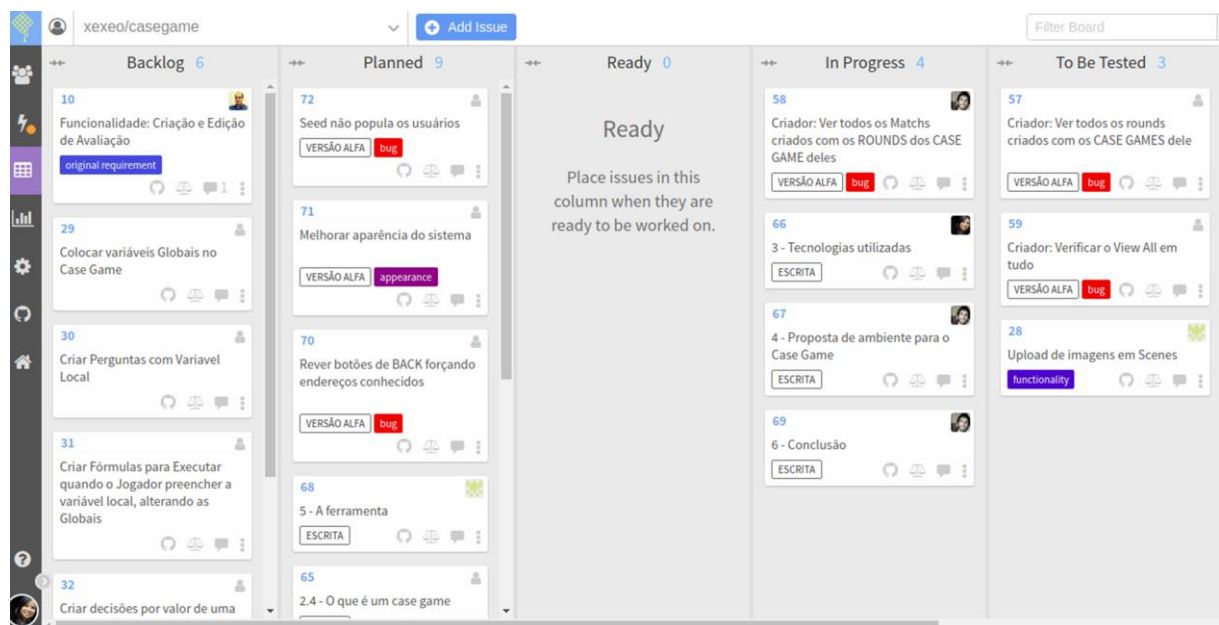 xexeo/casegame
Add Issue
Filter Board
Backlog 6
10
Funcionalidade: Criação e Edição
de Avaliação
original requirement
1
29
Colocar variáveis Globais no
Case Game
30
Criar Perguntas com Variavel
Local
31
Criar Fórmulas para Executar
quando o Jogador preencher a
variável local, alterando as
Globais
32
Criar decisões por valor de uma
Planned 9
72
Seed não popula os usuários
VERSÃO ALFA bug
71
Melhorar aparência do sistema
VERSÃO ALFA appearance
70
Rever botões de BACK forçando
endereços conhecidos
VERSÃO ALFA bug
68
5 - A ferramenta
ESCRITA
65
2.4 - O que é um case game
Ready 0
Ready
Place issues in this
column when they are
ready to be worked on.
In Progress 4
58
Criador: Ver todos os Matchs
criados com os ROUNDS dos CASE
GAME deles
VERSÃO ALFA bug
66
3 - Tecnologias utilizadas
ESCRITA
67
4 - Proposta de ambiente para o
Case Game
ESCRITA
69
6 - Conclusão
ESCRITA
To Be Tested 3
57
Criador: Ver todos os rounds
criados com os CASE GAMES dele
VERSÃO ALFA bug
59
Criador: Verificar o View All em
tudo
VERSÃO ALFA bug
28
Upload de imagens em Scenes
functionality